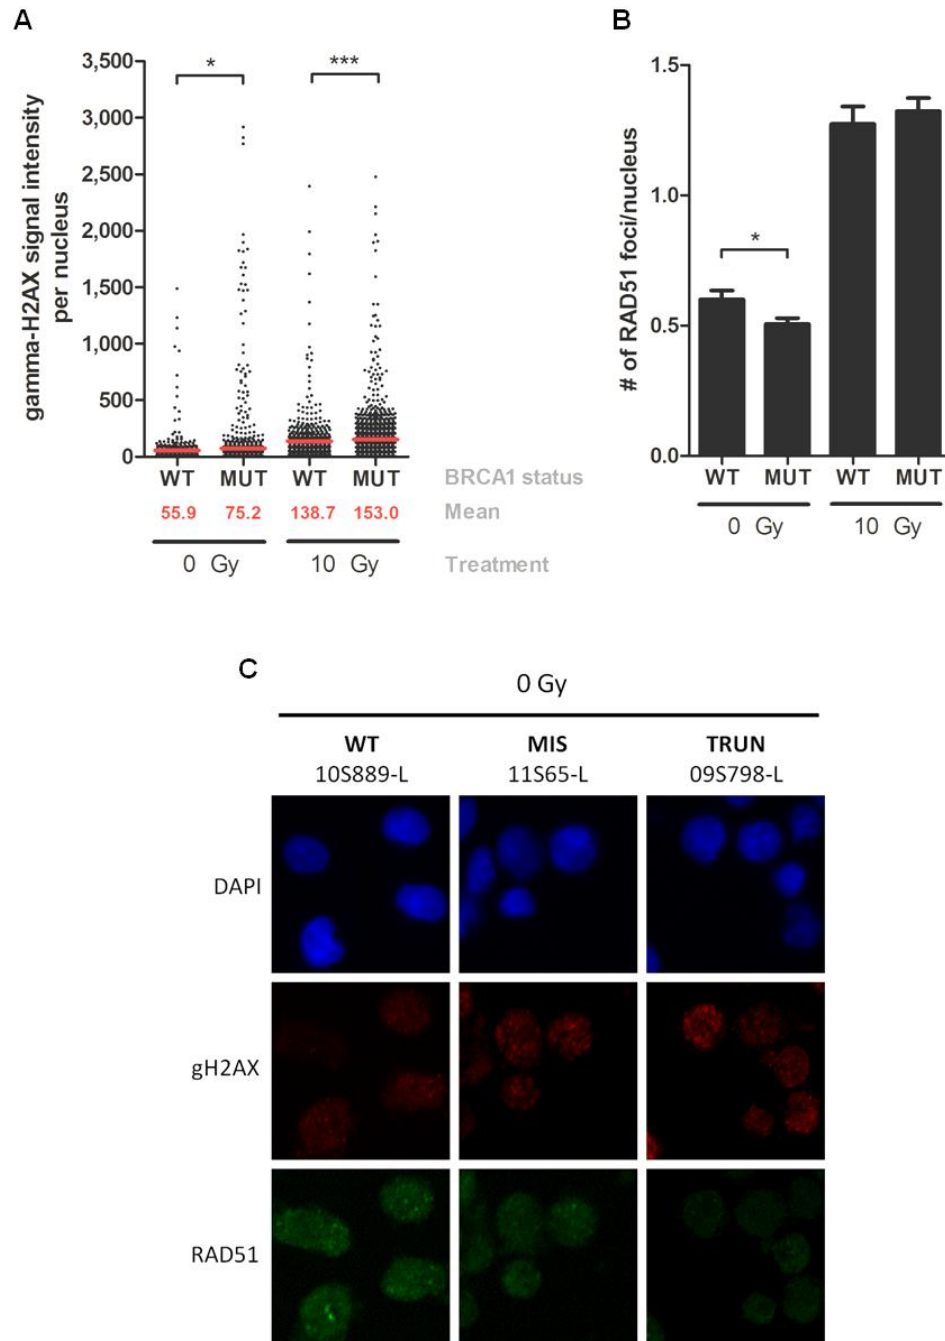 A
gamma-H2AX signal intensity
per nucleus
3,500
3,000
2,500
2,000
1,500
1,000
500
0
*
***
WT MUT WT MUT BRCA1 status
55.9 75.2 138.7 153.0 Mean
0 Gy 10 Gy Treatment
B
# of RAD51 foci/nucleus
1.5
1.0
0.5
0.0
*
WT MUT WT MUT
0 Gy 10 Gy
C
0 Gy
WT MIS TRUN
10S889-L 11S65-L 09S798-L
DAPI
gH2AX
RAD51